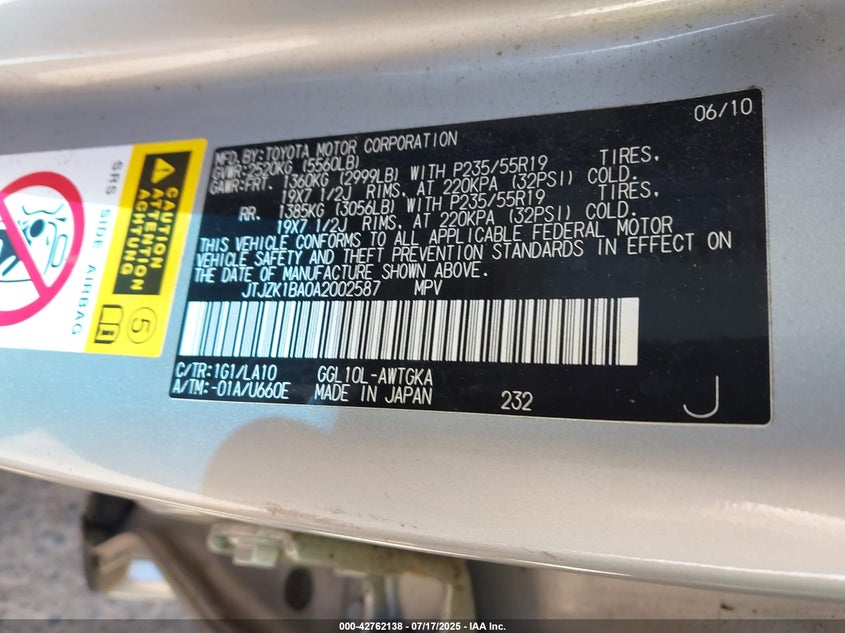 06/10
MFD.BY:TOYOTA MOTOR CORPORATION
GVWR:2520KG (5560LB)
GAWR:FRT. 1360KG (2999LB) WITH P235/55R19 TIRES,
19X7 1/2J RIMS, AT 220KPA (32PSI) COLD.
RR. 1385KG (3056LB) WITH P235/55R19 TIRES,
19X7 1/2J RIMS, AT 220KPA (32PSI) COLD.
THIS VEHICLE CONFORMS TO ALL APPLICABLE FEDERAL MOTOR
VEHICLE SAFETY AND THEFT PREVENTION STANDARDS IN EFFECT ON
THE DATE OF MANUFACTURE SHOWN ABOVE.
JTJZK1BA0A2002587 MPV
C/TR:1G1/LA10 GGL10L-AWTGKA
A/TM:-01A/U660E MADE IN JAPAN 232 J
CAUTION
ATTENTION
ACHTUNG
5
SRS SIDE AIRBAG
000-42762138 - 07/17/2025 - IAA Inc.